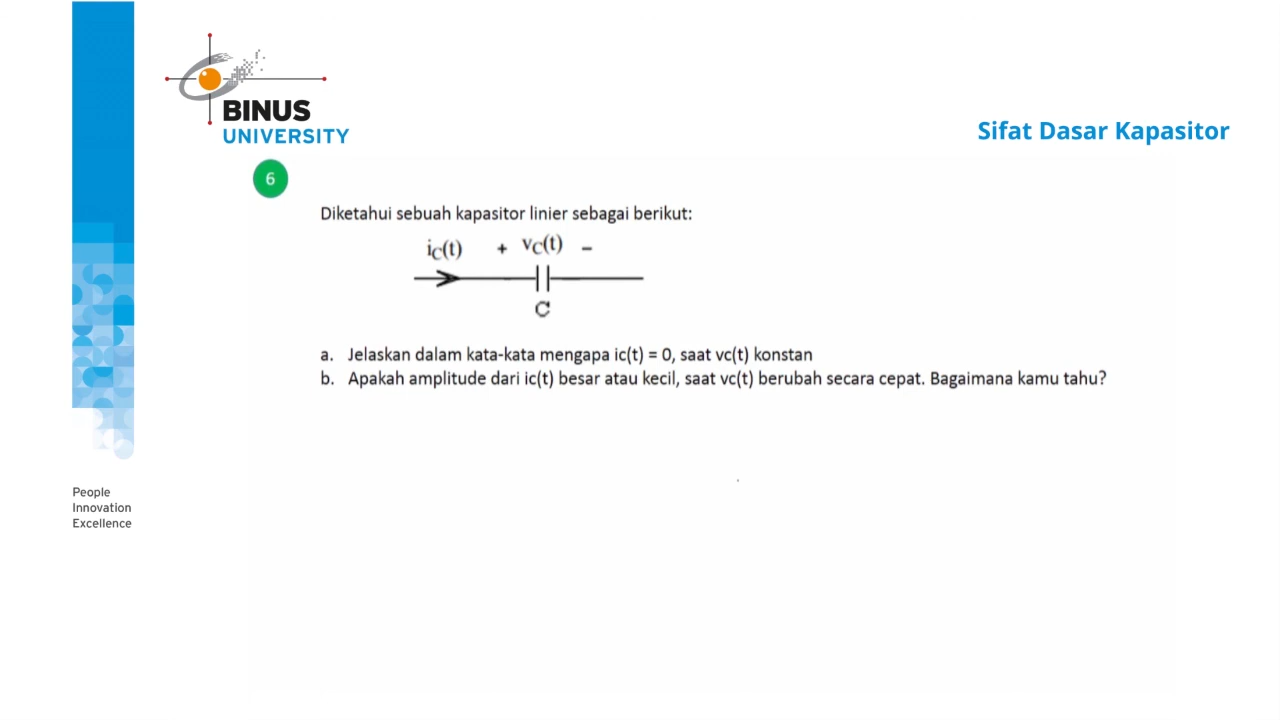 BINUS
UNIVERSITY
Sifat Dasar Kapasitor
6
Diketahui sebuah kapasitor linier sebagai berikut:
iC(t) + vC(t) –
C
a. Jelaskan dalam kata-kata mengapa ic(t) = 0, saat vc(t) konstan
b. Apakah amplitude dari ic(t) besar atau kecil, saat vc(t) berubah secara cepat. Bagaimana kamu tahu?
People
Innovation
Excellence